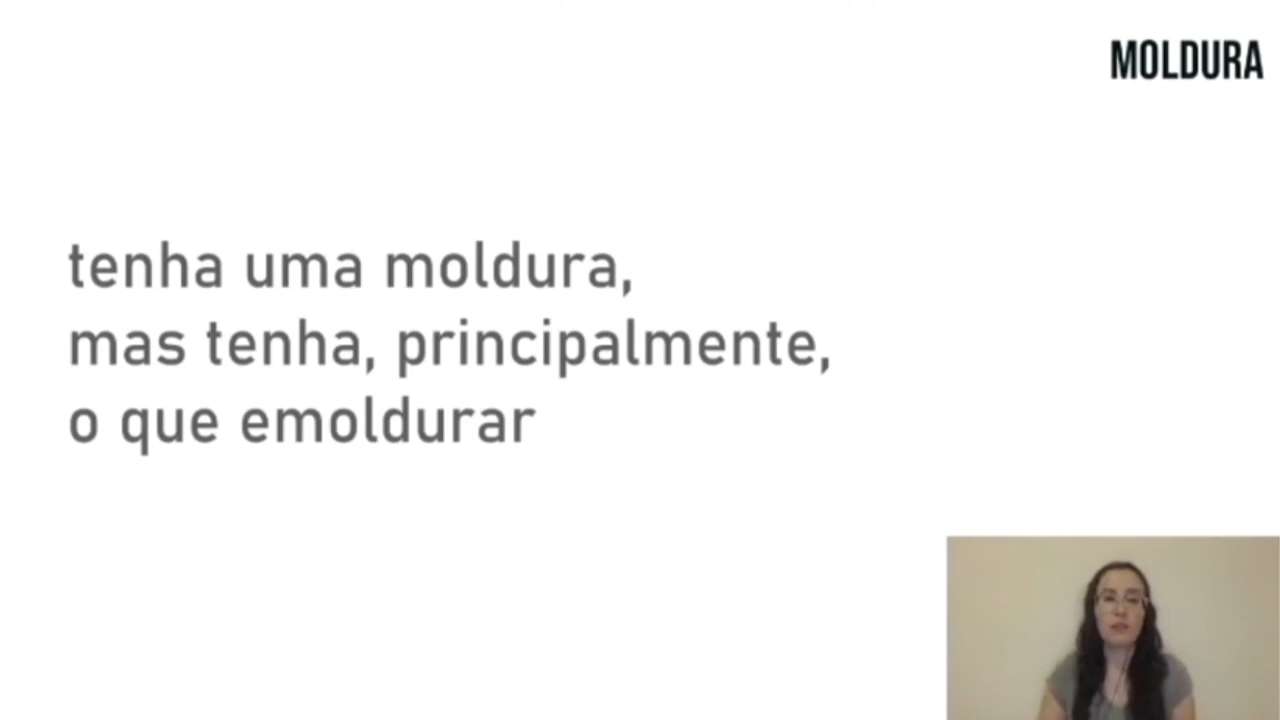 MOLDURA
tenha uma moldura,
mas tenha, principalmente,
o que emoldurar